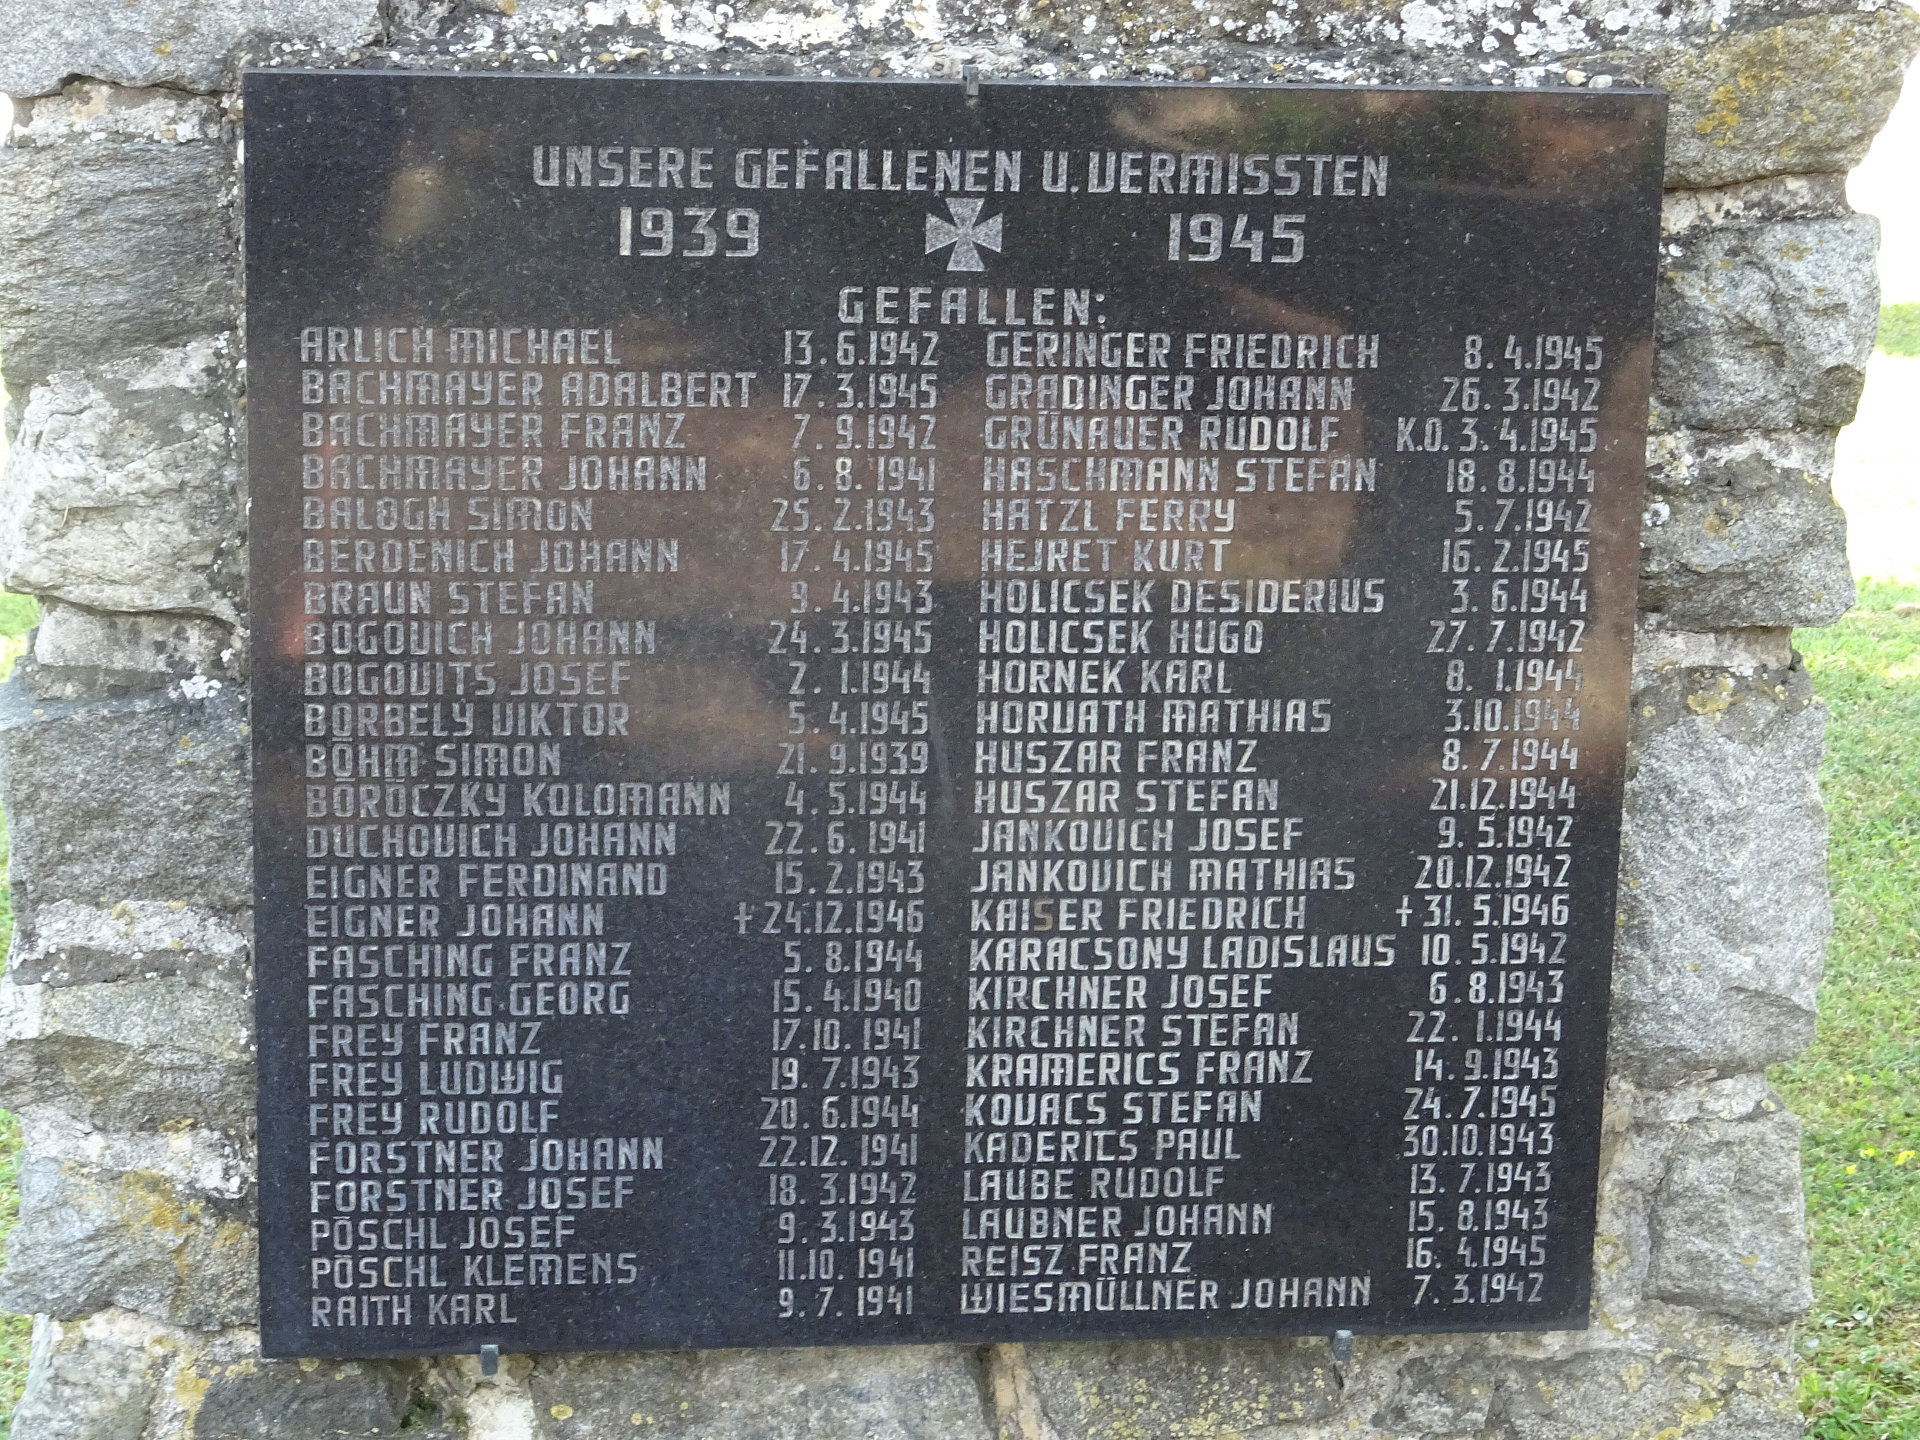 UNSERE GEFALLENEN U. VERMISSTEN
1939 1945
GEFALLEN:
ARLICH MICHAEL 13. 6.1942
BACHMAYER ADALBERT 17. 3.1945
BACHMAYER FRANZ 7. 9.1942
BACHMAYER JOHANN 6. 8. 1941
BALOGH SIMON 25. 2.1943
BERDENICH JOHANN 17. 4.1945
BRAUN STEFAN 9. 4.1943
BOGOVICH JOHANN 24. 3.1945
BOGOVITS JOSEF 2. 1.1944
BORBELY VIKTOR 5. 4.1945
BÖHM SIMON 21. 9.1939
BÖRÖCZKY KOLOMANN 4. 5.1944
DUCHOVICH JOHANN 22. 6. 1941
EIGNER FERDINAND 15. 2.1943
EIGNER JOHANN +24.12.1946
FASCHING FRANZ 5. 8.1944
FASCHING GEORG 15. 4.1940
FREY FRANZ 17.10. 1941
FREY LUDWIG 19. 7.1943
FREY RUDOLF 20. 6.1944
FORSTNER JOHANN 22.12. 1941
FORSTNER JOSEF 18. 3.1942
PÖSCHL JOSEF 9. 3.1943
PÖSCHL KLEMENS 11.10. 1941
RAITH KARL 9. 7. 1941
GERINGER FRIEDRICH 8. 4.1945
GRADINGER JOHANN 26. 3.1942
GRÜNAUER RUDOLF K.O. 3. 4.1945
HASCHMANN STEFAN 18. 8.1944
HATZL FERRY 5. 7.1942
HEJRET KURT 16. 2.1945
HOLICSEK DESIDERIUS 3. 6.1944
HOLICSEK HUGO 27. 7.1942
HORNEK KARL 8. 1.1944
HORVATH MATHIAS 3.10.1944
HUSZAR FRANZ 8. 7.1944
HUSZAR STEFAN 21.12.1944
JANKOVICH JOSEF 9. 5.1942
JANKOVICH MATHIAS 20.12.1942
KAISER FRIEDRICH +31. 5.1946
KARACSONY LADISLAUS 10. 5.1942
KIRCHNER JOSEF 6. 8.1943
KIRCHNER STEFAN 22. 1.1944
KRAMERICS FRANZ 14. 9.1943
KOVACS STEFAN 24. 7.1945
KADERITS PAUL 30.10.1943
LAUBE RUDOLF 13. 7.1943
LAUBNER JOHANN 15. 8.1943
REISZ FRANZ 16. 4.1945
WIESMÜLLNER JOHANN 7. 3.1942